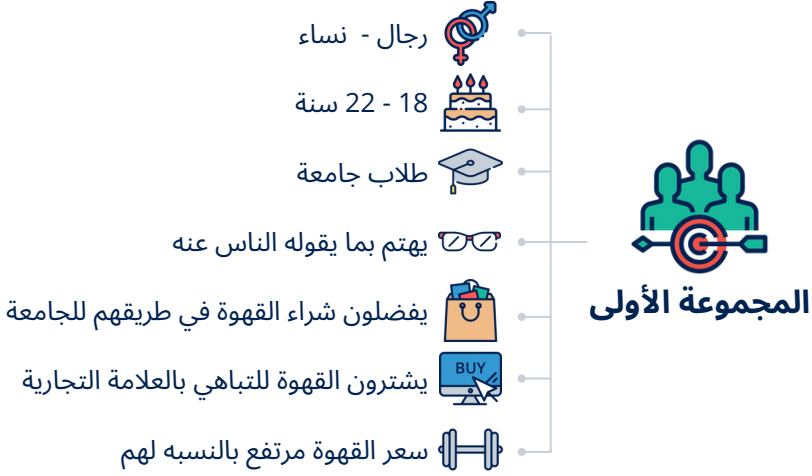 المجموعة الأولى
رجال - نساء
18 - 22 سنة
طلاب جامعة
يهتم بما يقوله الناس عنه
يفضلون شراء القهوة في طريقهم للجامعة
BUY
يشترون القهوة للتباهي بالعلامة التجارية
سعر القهوة مرتفع بالنسبه لهم